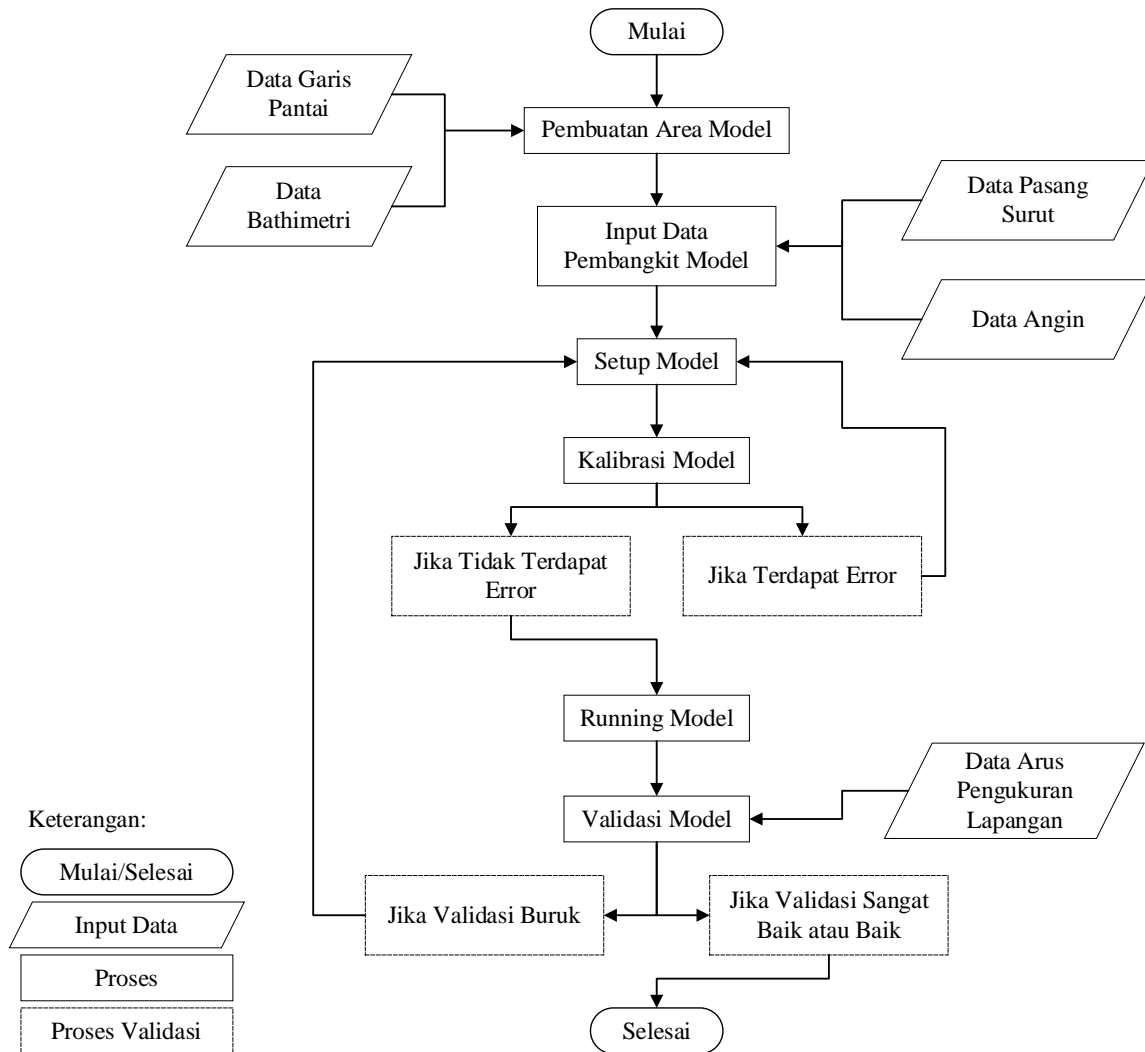 Mulai
Data Garis
Pantai
Pembuatan Area Model
Data
Bathimetri
Data Pasang
Surut
Input Data
Pembangkit Model
Data Angin
Setup Model
Kalibrasi Model
Jika Tidak Terdapat
Error
Jika Terdapat Error
Running Model
Data Arus
Pengukuran
Lapangan
Validasi Model
Jika Validasi Buruk
Jika Validasi Sangat
Baik atau Baik
Selesai
Keterangan:
Mulai/Selesai
Input Data
Proses
Proses Validasi